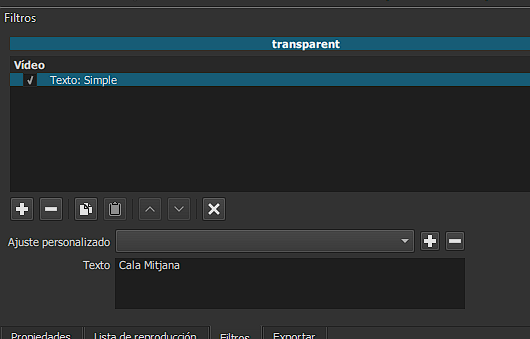 Filtros
transparent
Vídeo
Texto: Simple
Ajuste personalizado
Texto
Cala Mitjana
Propiedades
Lista de reproducción
Filtros
Exportar